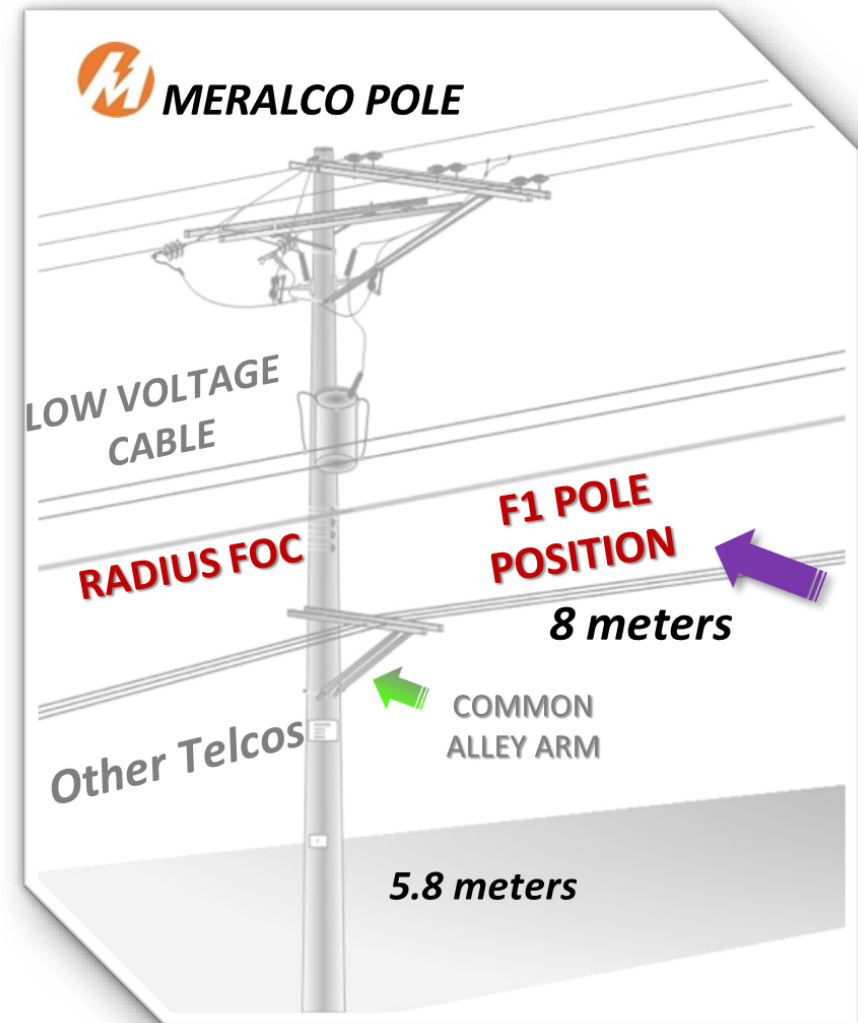 MERALCO POLE
LOW VOLTAGE
CABLE
F1 POLE
POSITION
RADIUS FOC
8 meters
COMMON
ALLEY ARM
Other Telcos
5.8 meters